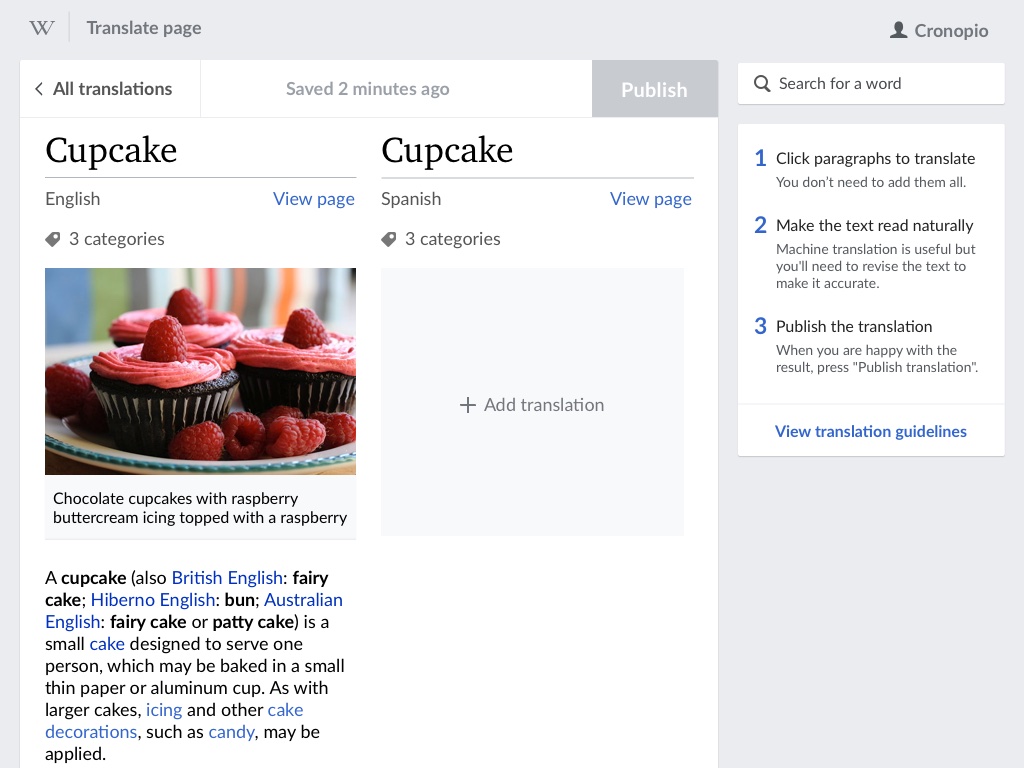 W Translate page
Cronopio
All translations
Saved 2 minutes ago
Publish
Search for a word
Cupcake
English
View page
3 categories
Chocolate cupcakes with raspberry
buttercream icing topped with a raspberry
A cupcake (also British English: fairy
cake; Hiberno English: bun; Australian
English: fairy cake or patty cake) is a
small cake designed to serve one
person, which may be baked in a small
thin paper or aluminum cup. As with
larger cakes, icing and other cake
decorations, such as candy, may be
applied.
Cupcake
Spanish
View page
3 categories
+ Add translation
1 Click paragraphs to translate
You don’t need to add them all.
2 Make the text read naturally
Machine translation is useful but
you'll need to revise the text to
make it accurate.
3 Publish the translation
When you are happy with the
result, press "Publish translation".
View translation guidelines